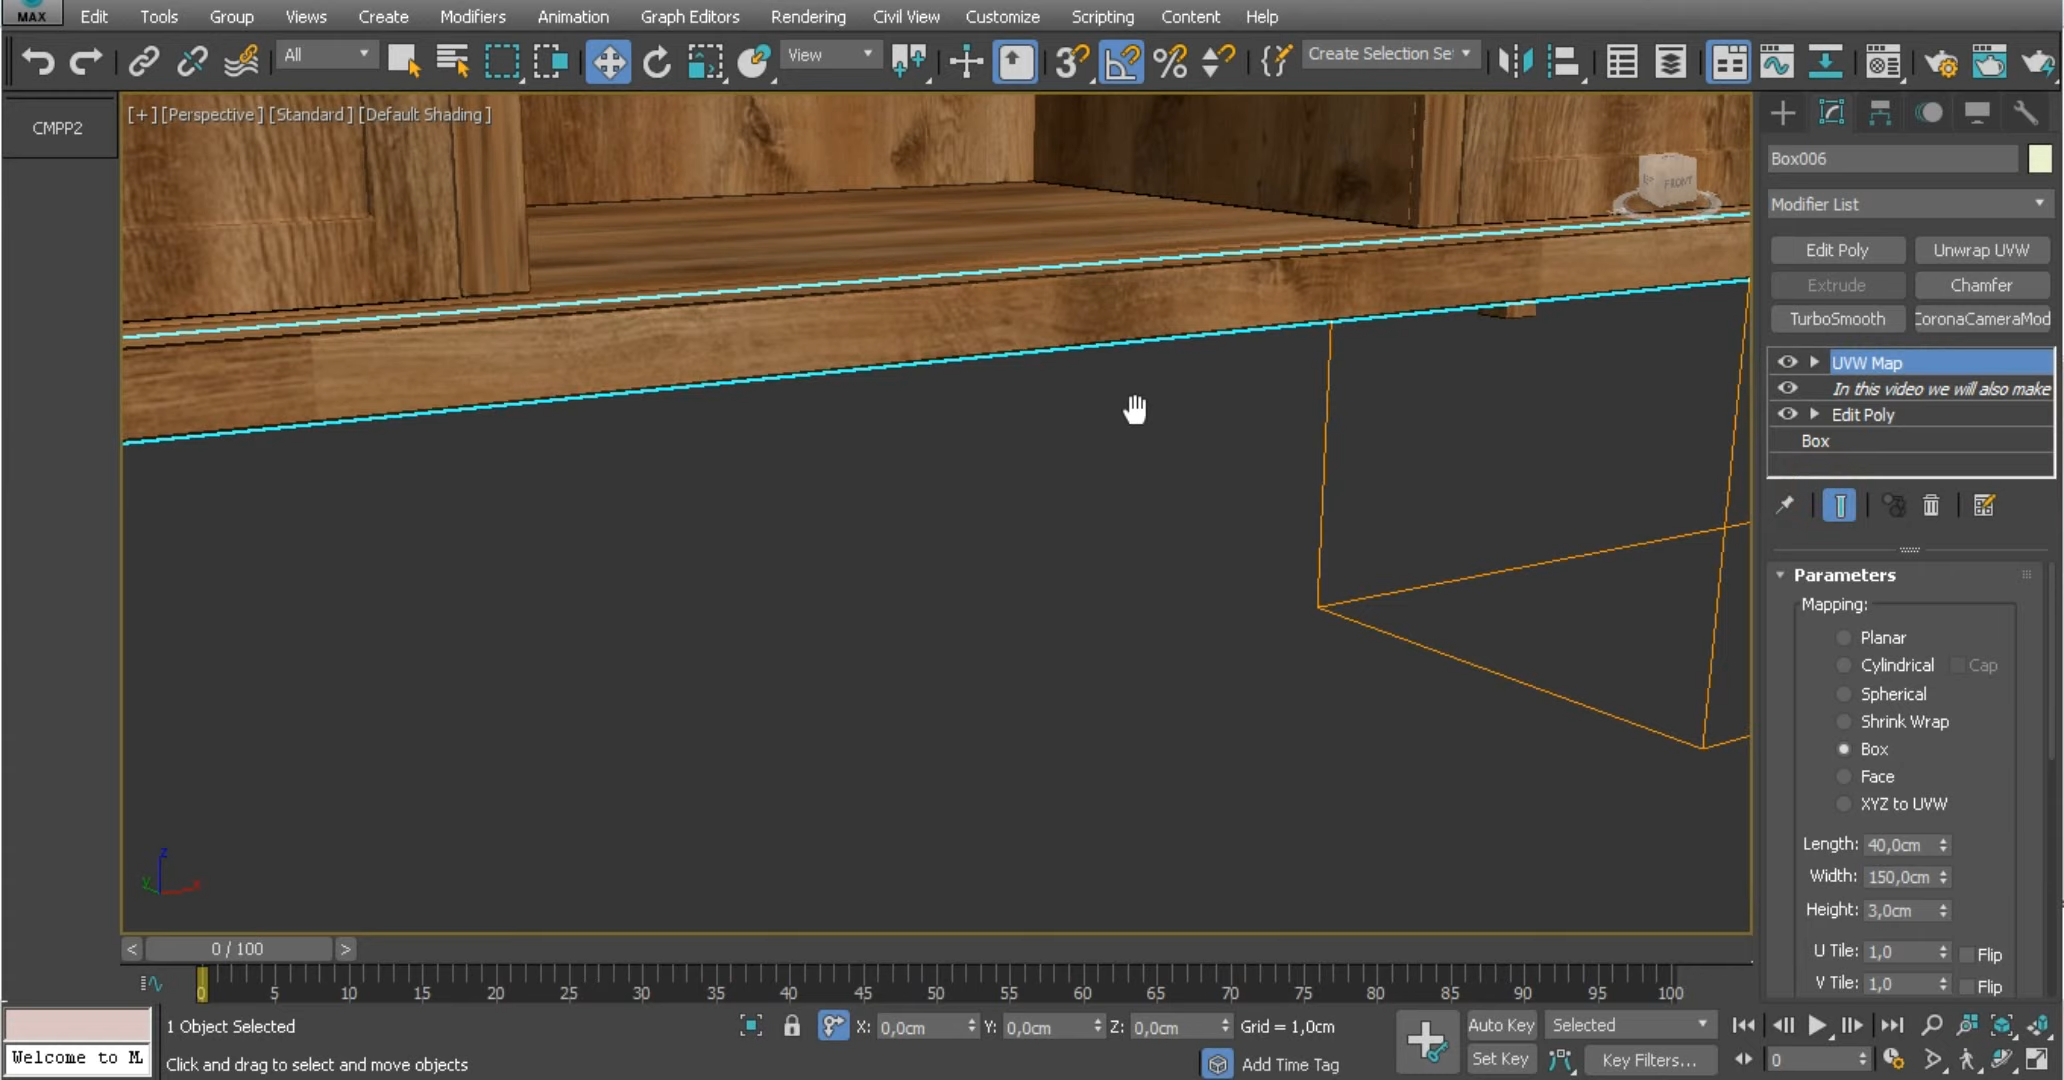 MAX Edit Tools Group Views Create Modifiers Animation Graph Editors Rendering Civil View Customize Scripting Content Help
All View 3 Create Selection Se
CMPP2
[+] [Perspective] [Standard] [Default Shading]
FRONT
Box006
Modifier List
Edit Poly Unwrap UVW
Extrude Chamfer
TurboSmooth CoronaCameraMod
UVW Map
In this video we will also make
Edit Poly
Box
Parameters
Mapping:
Planar
Cylindrical Cap
Spherical
Shrink Wrap
Box
Face
XYZ to UVW
Length: 40,0cm
Width: 150,0cm
Height: 3,0cm
U Tile: 1,0 Flip
V Tile: 1,0 Flip
z
y x
< 0 / 100 >
0 5 10 15 20 25 30 35 40 45 50 55 60 65 70 75 80 85 90 95 100
1 Object Selected X: 0,0cm Y: 0,0cm Z: 0,0cm Grid = 1,0cm Auto Key Selected
Welcome to M Click and drag to select and move objects Add Time Tag Set Key Key Filters... 0